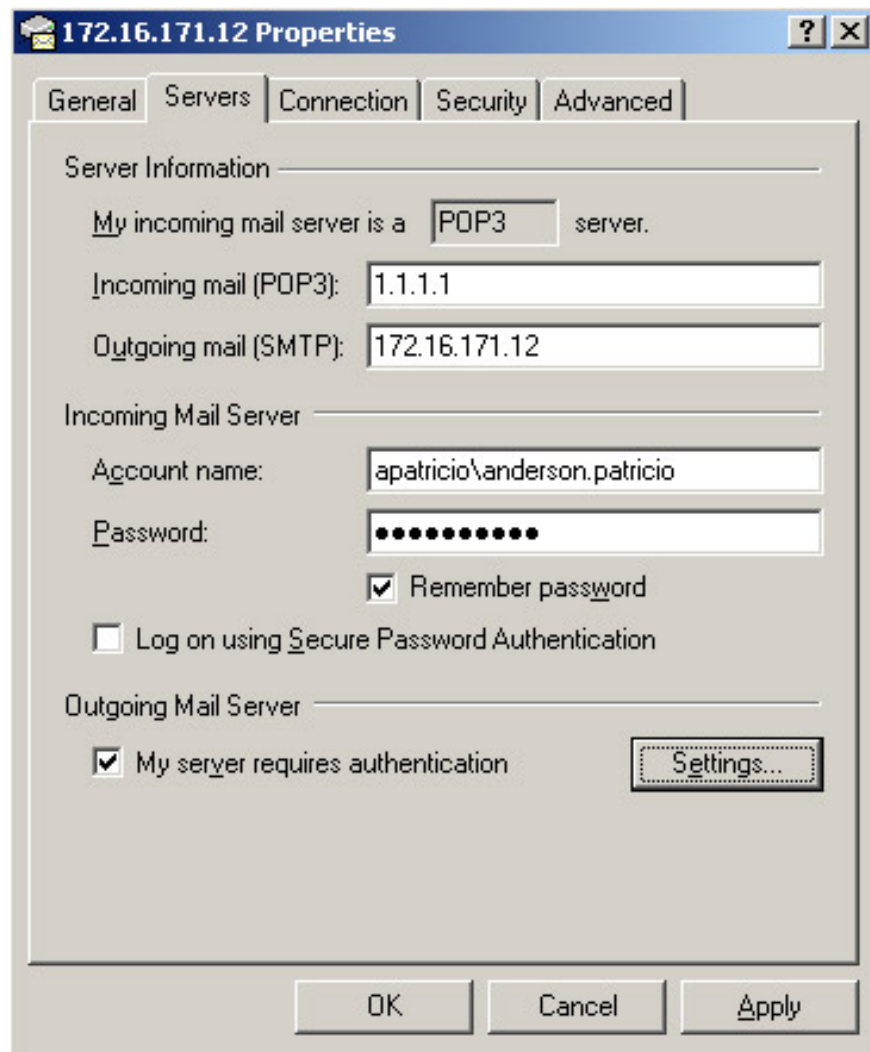 172.16.171.12 Properties
General Servers Connection Security Advanced
Server Information
My incoming mail server is a POP3 server.
Incoming mail (POP3): 1.1.1.1
Outgoing mail (SMTP): 172.16.171.12
Incoming Mail Server
Account name: apatricio\anderson.patricio
Password: ●●●●●●●●●●
Remember password
Log on using Secure Password Authentication
Outgoing Mail Server
My server requires authentication Settings...
OK Cancel Apply